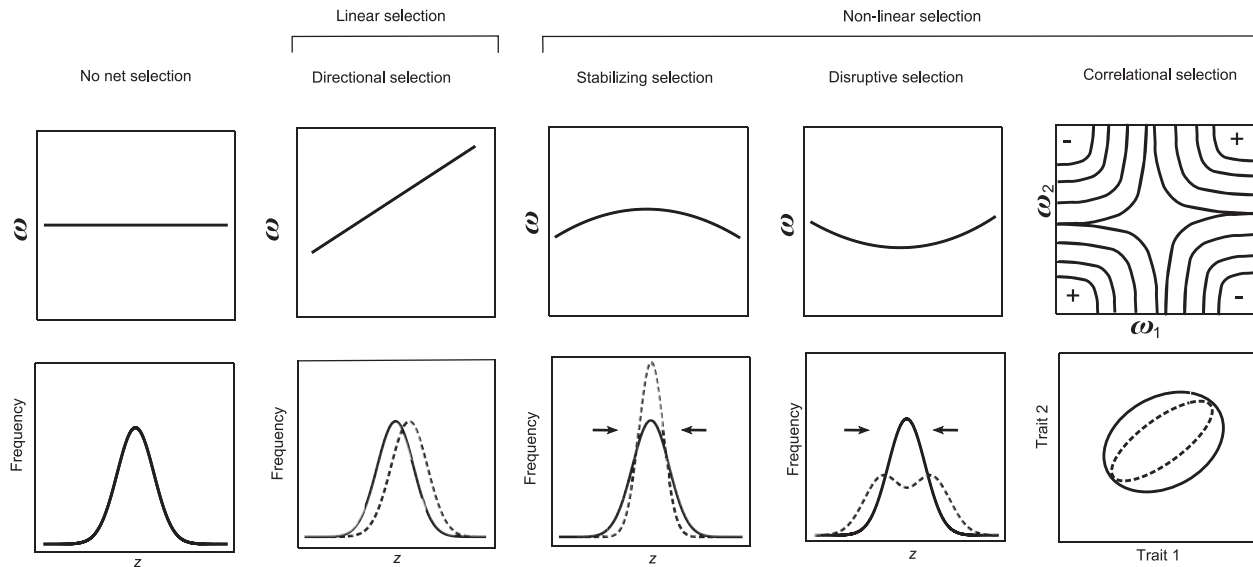 Linear selection
Non-linear selection
No net selection
Directional selection
Stabilizing selection
Disruptive selection
Correlational selection
ω
ω
ω
ω
ω2
- +
+ -
ω1
Frequency
z
Frequency
z
Frequency
z
Frequency
z
Trait 2
Trait 1